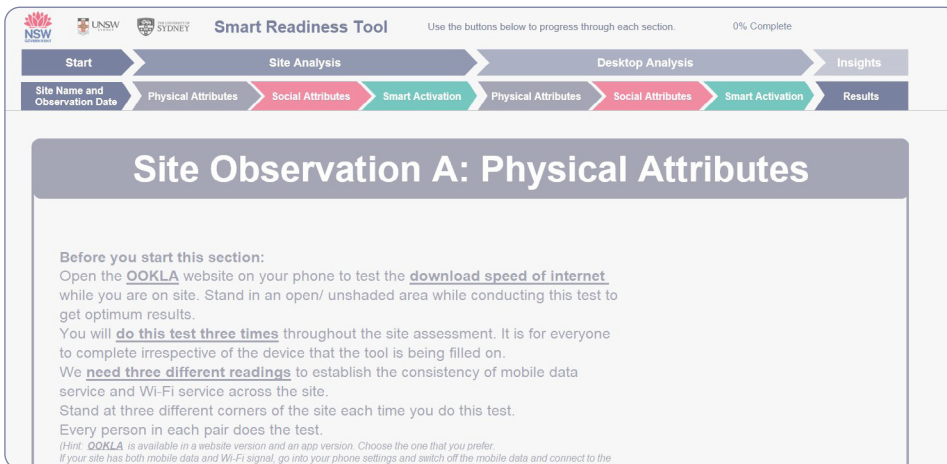 NSW
GOVERNMENT
UNSW
SYDNEY
THE UNIVERSITY OF
SYDNEY
Smart Readiness Tool
Use the buttons below to progress through each section.
0% Complete
Start
Site Analysis
Desktop Analysis
Insights
Site Name and
Observation Date
Physical Attributes
Social Attributes
Smart Activation
Physical Attributes
Social Attributes
Smart Activation
Results
Site Observation A: Physical Attributes
Before you start this section:
Open the OOKLA website on your phone to test the download speed of internet
while you are on site. Stand in an open/ unshaded area while conducting this test to
get optimum results.
You will do this test three times throughout the site assessment. It is for everyone
to complete irrespective of the device that the tool is being filled on.
We need three different readings to establish the consistency of mobile data
service and Wi-Fi service across the site.
Stand at three different corners of the site each time you do this test.
Every person in each pair does the test.
(Hint: OOKLA is available in a website version and an app version. Choose the one that you prefer.
If your site has both mobile data and Wi-Fi signal, go into your phone settings and switch off the mobile data and connect to the